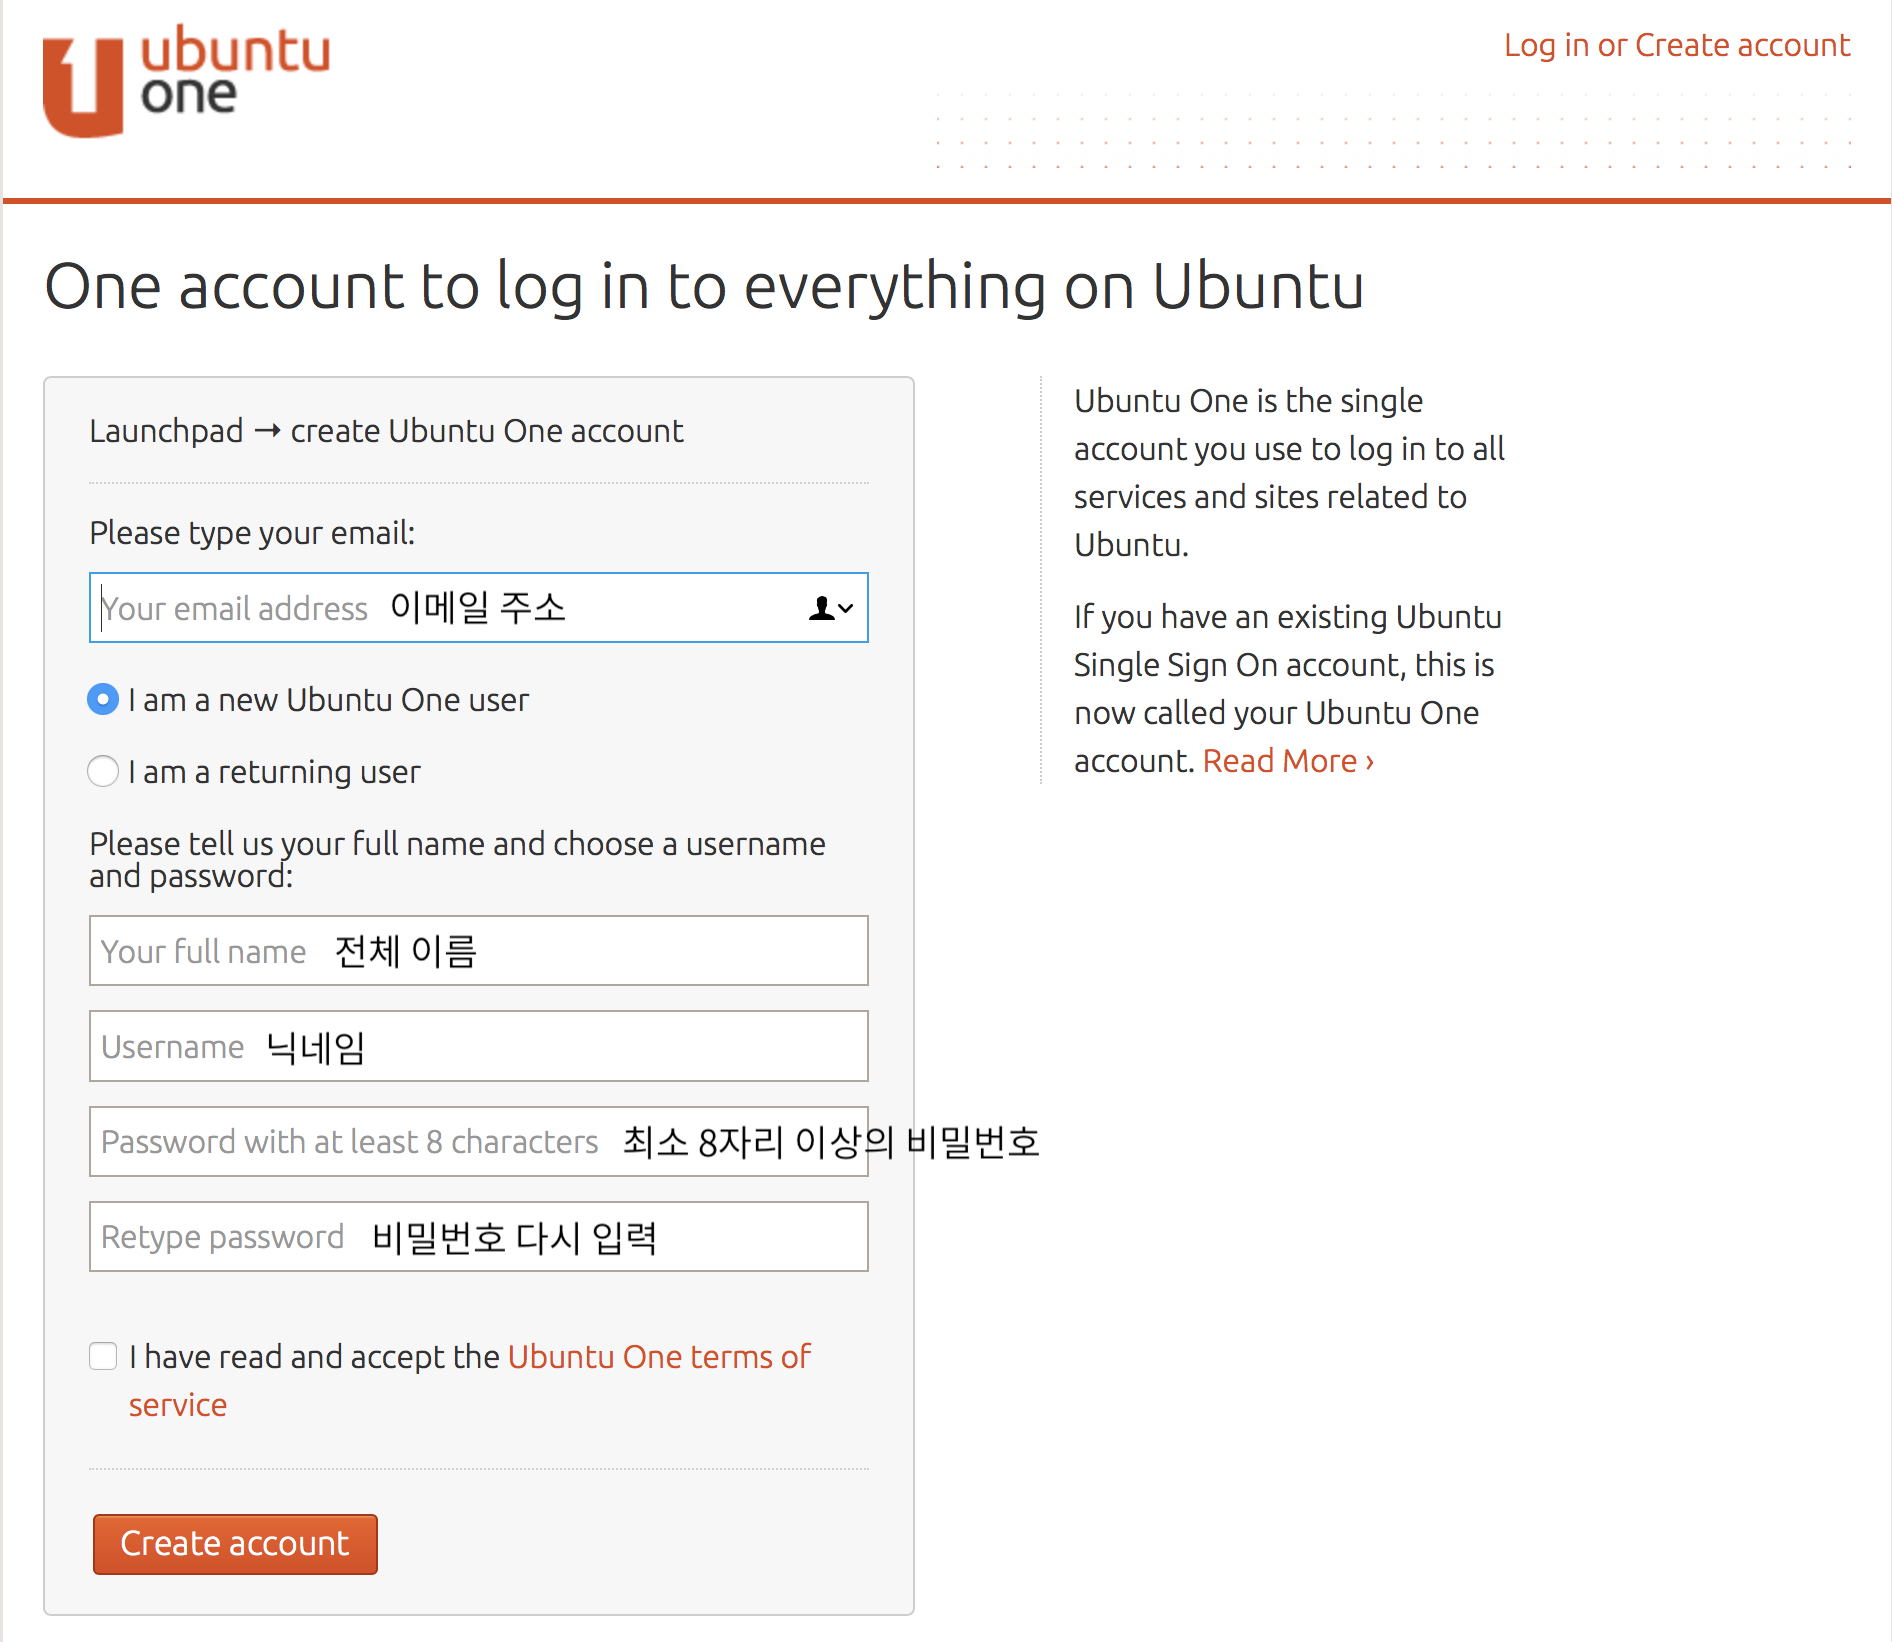 ubuntu
one
Log in or Create account
One account to log in to everything on Ubuntu
Launchpad → create Ubuntu One account
Please type your email:
Your email address 이메일 주소
I am a new Ubuntu One user
I am a returning user
Please tell us your full name and choose a username
and password:
Your full name 전체 이름
Username 닉네임
Password with at least 8 characters 최소 8자리 이상의 비밀번호
Retype password 비밀번호 다시 입력
I have read and accept the Ubuntu One terms of
service
Create account
Ubuntu One is the single
account you use to log in to all
services and sites related to
Ubuntu.
If you have an existing Ubuntu
Single Sign On account, this is
now called your Ubuntu One
account. Read More ›